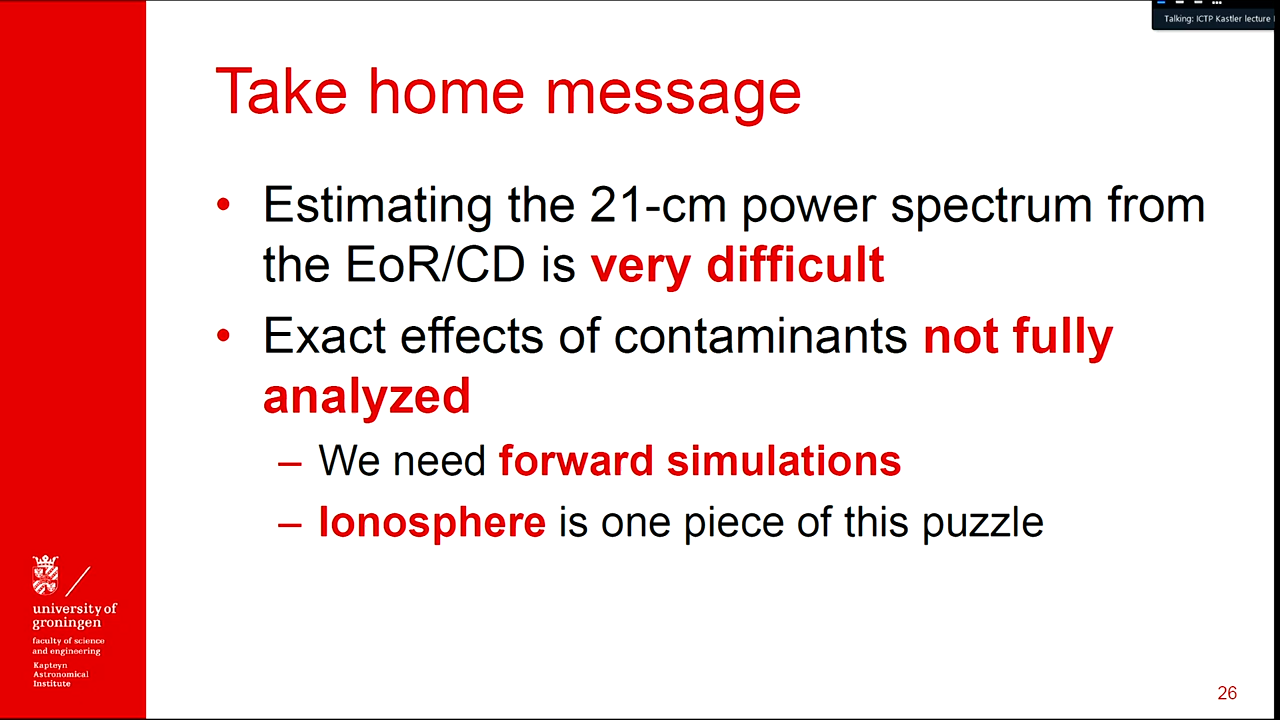 Talking: ICTP Kastler lecture
Take home message
• Estimating the 21-cm power spectrum from
the EoR/CD is very difficult
• Exact effects of contaminants not fully
analyzed
– We need forward simulations
– Ionosphere is one piece of this puzzle
university of
groningen
faculty of science
and engineering
Kapteyn
Astronomical
Institute
26